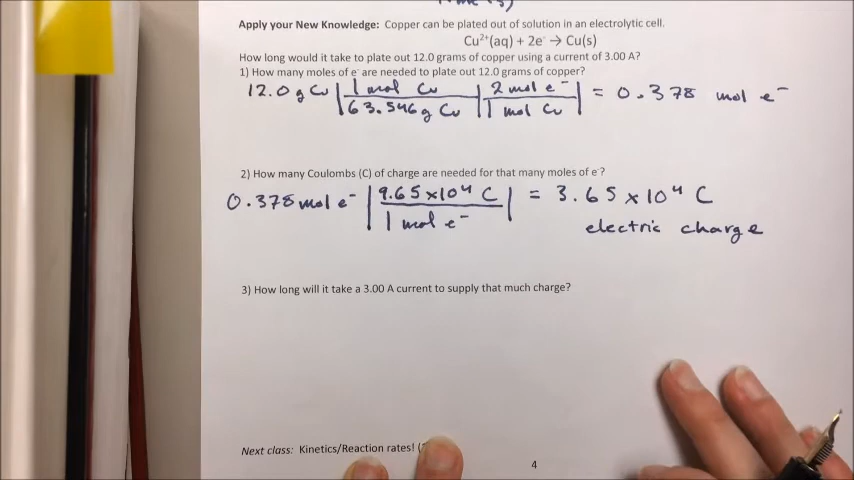 Apply your New Knowledge: Copper can be plated out of solution in an electrolytic cell.
Cu²⁺(aq) + 2e⁻ → Cu(s)
How long would it take to plate out 12.0 grams of copper using a current of 3.00 A?
1) How many moles of e⁻ are needed to plate out 12.0 grams of copper?
12.0 g Cu | 1 mol Cu | 2 mol e⁻ | = 0.378 mol e⁻
63.546 g Cu | 1 mol Cu
2) How many Coulombs (C) of charge are needed for that many moles of e⁻?
0.378 mol e⁻ | 9.65 x 10⁴ C | = 3.65 x 10⁴ C
1 mol e⁻
electric charge
3) How long will it take a 3.00 A current to supply that much charge?
Next class: Kinetics/Reaction rates! (
4